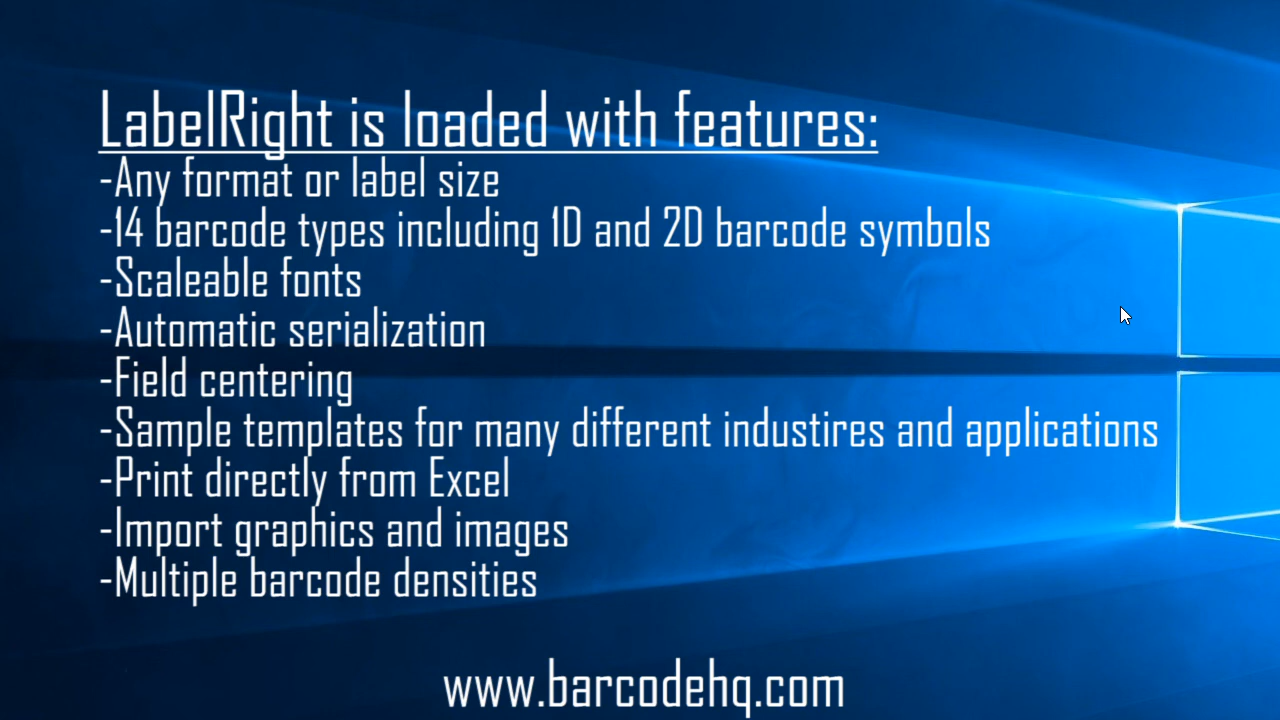 LabelRight is loaded with features:
-Any format or label size
-14 barcode types including 1D and 2D barcode symbols
-Scaleable fonts
-Automatic serialization
-Field centering
-Sample templates for many different industires and applications
-Print directly from Excel
-Import graphics and images
-Multiple barcode densities
www.barcodehq.com